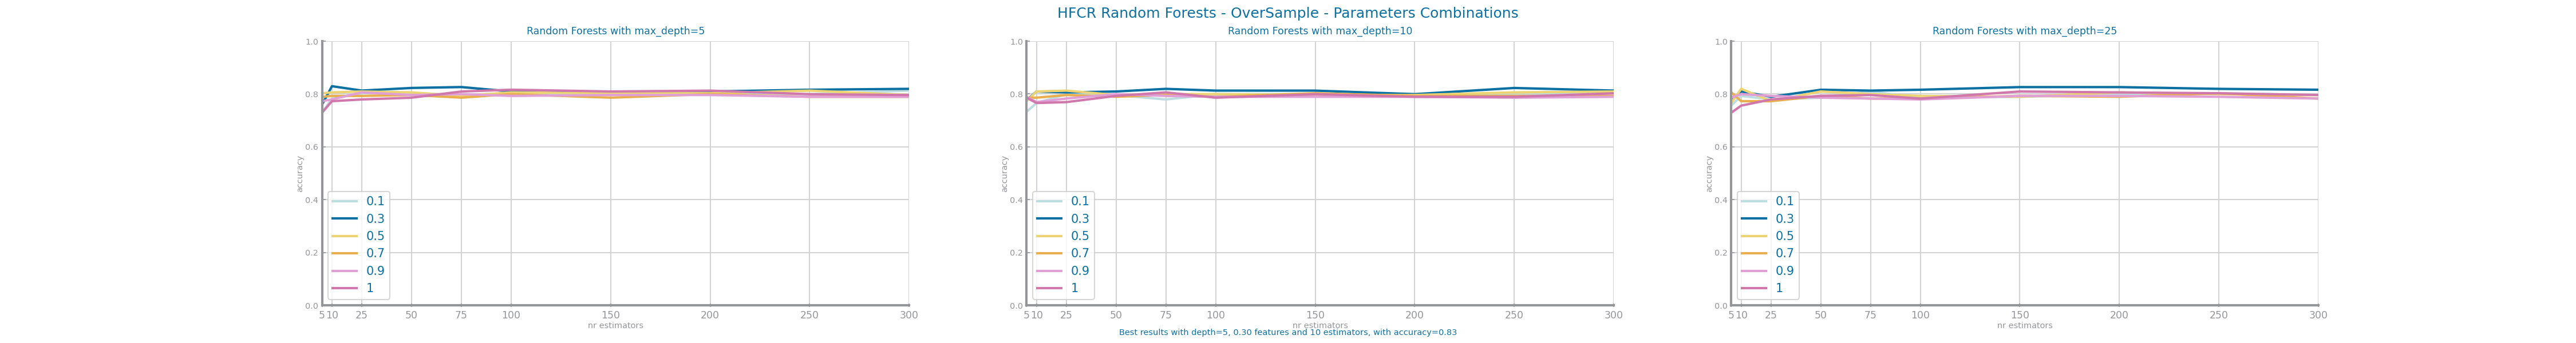 HFCR Random Forests - OverSample - Parameters Combinations
Random Forests with max_depth=5
1.0
0.8
0.6
0.4
0.2
0.0
accuracy
0.1
0.3
0.5
0.7
0.9
1
5 10 25 50 75 100 150 200 250 300
nr estimators
Random Forests with max_depth=10
1.0
0.8
0.6
0.4
0.2
0.0
accuracy
0.1
0.3
0.5
0.7
0.9
1
5 10 25 50 75 100 150 200 250 300
nr estimators
Random Forests with max_depth=25
1.0
0.8
0.6
0.4
0.2
0.0
accuracy
0.1
0.3
0.5
0.7
0.9
1
5 10 25 50 75 100 150 200 250 300
nr estimators
Best results with depth=5, 0.30 features and 10 estimators, with accuracy=0.83